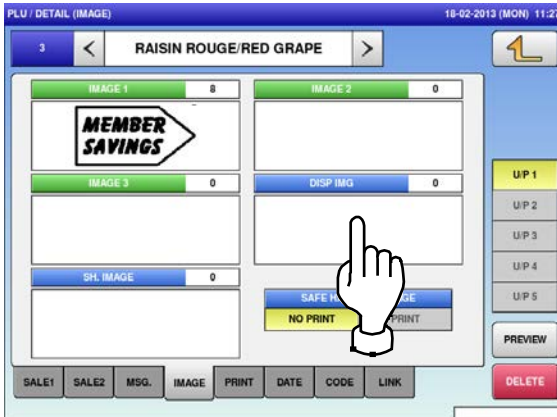 PLU / DETAIL (IMAGE) 18-02-2013 (MON) 11:27
3 < RAISIN ROUGE/RED GRAPE >
IMAGE 1 8 IMAGE 2 0
MEMBER
SAVINGS
IMAGE 3 0 DISP IMG 0
U/P 1
U/P 2
U/P 3
U/P 4
U/P 5
SH. IMAGE 0
SAFE H GE
NO PRINT PRINT
PREVIEW
SALE1 SALE2 MSG. IMAGE PRINT DATE CODE LINK DELETE